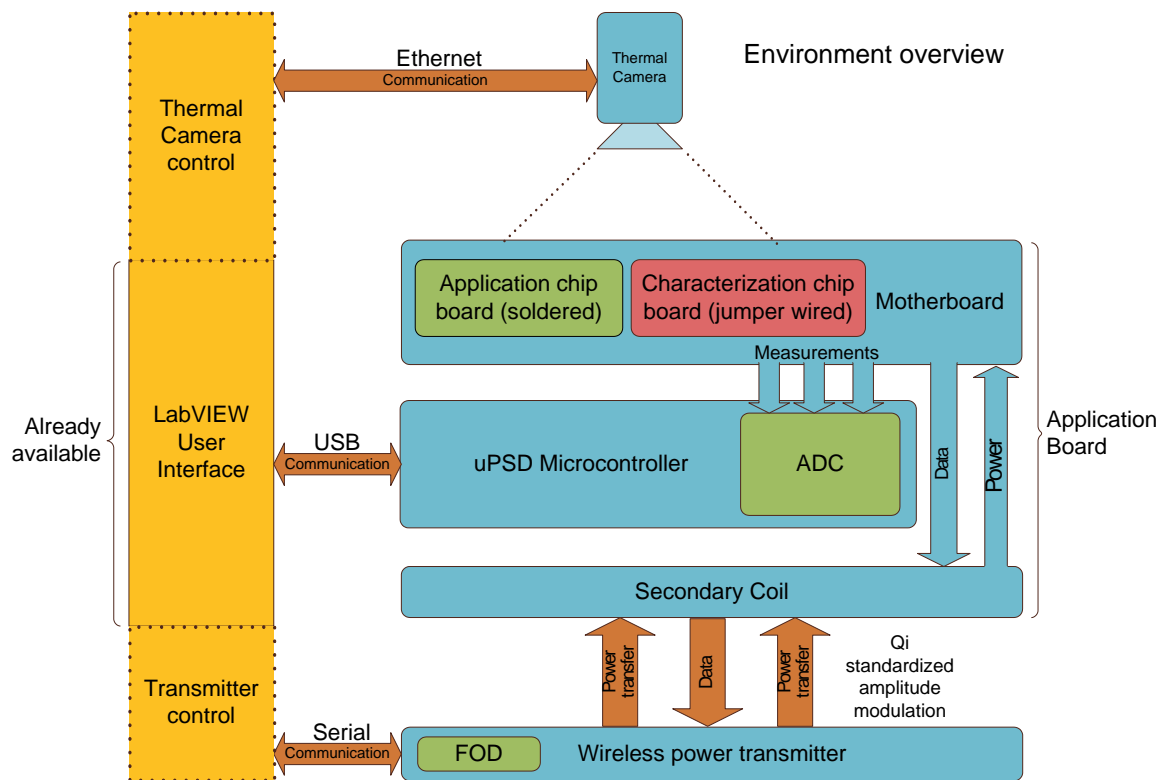 Environment overview
Ethernet
Communication
Thermal
Camera
Thermal
Camera
control
Application chip
board (soldered)
Characterization chip
board (jumper wired)
Motherboard
Measurements
Already
available
LabVIEW
User
Interface
USB
Communication
uPSD Microcontroller
ADC
Data
Power
Application
Board
Secondary Coil
Power
transfer
Data
Power
transfer
Qi
standardized
amplitude
modulation
Transmitter
control
Serial
Communication
FOD
Wireless power transmitter